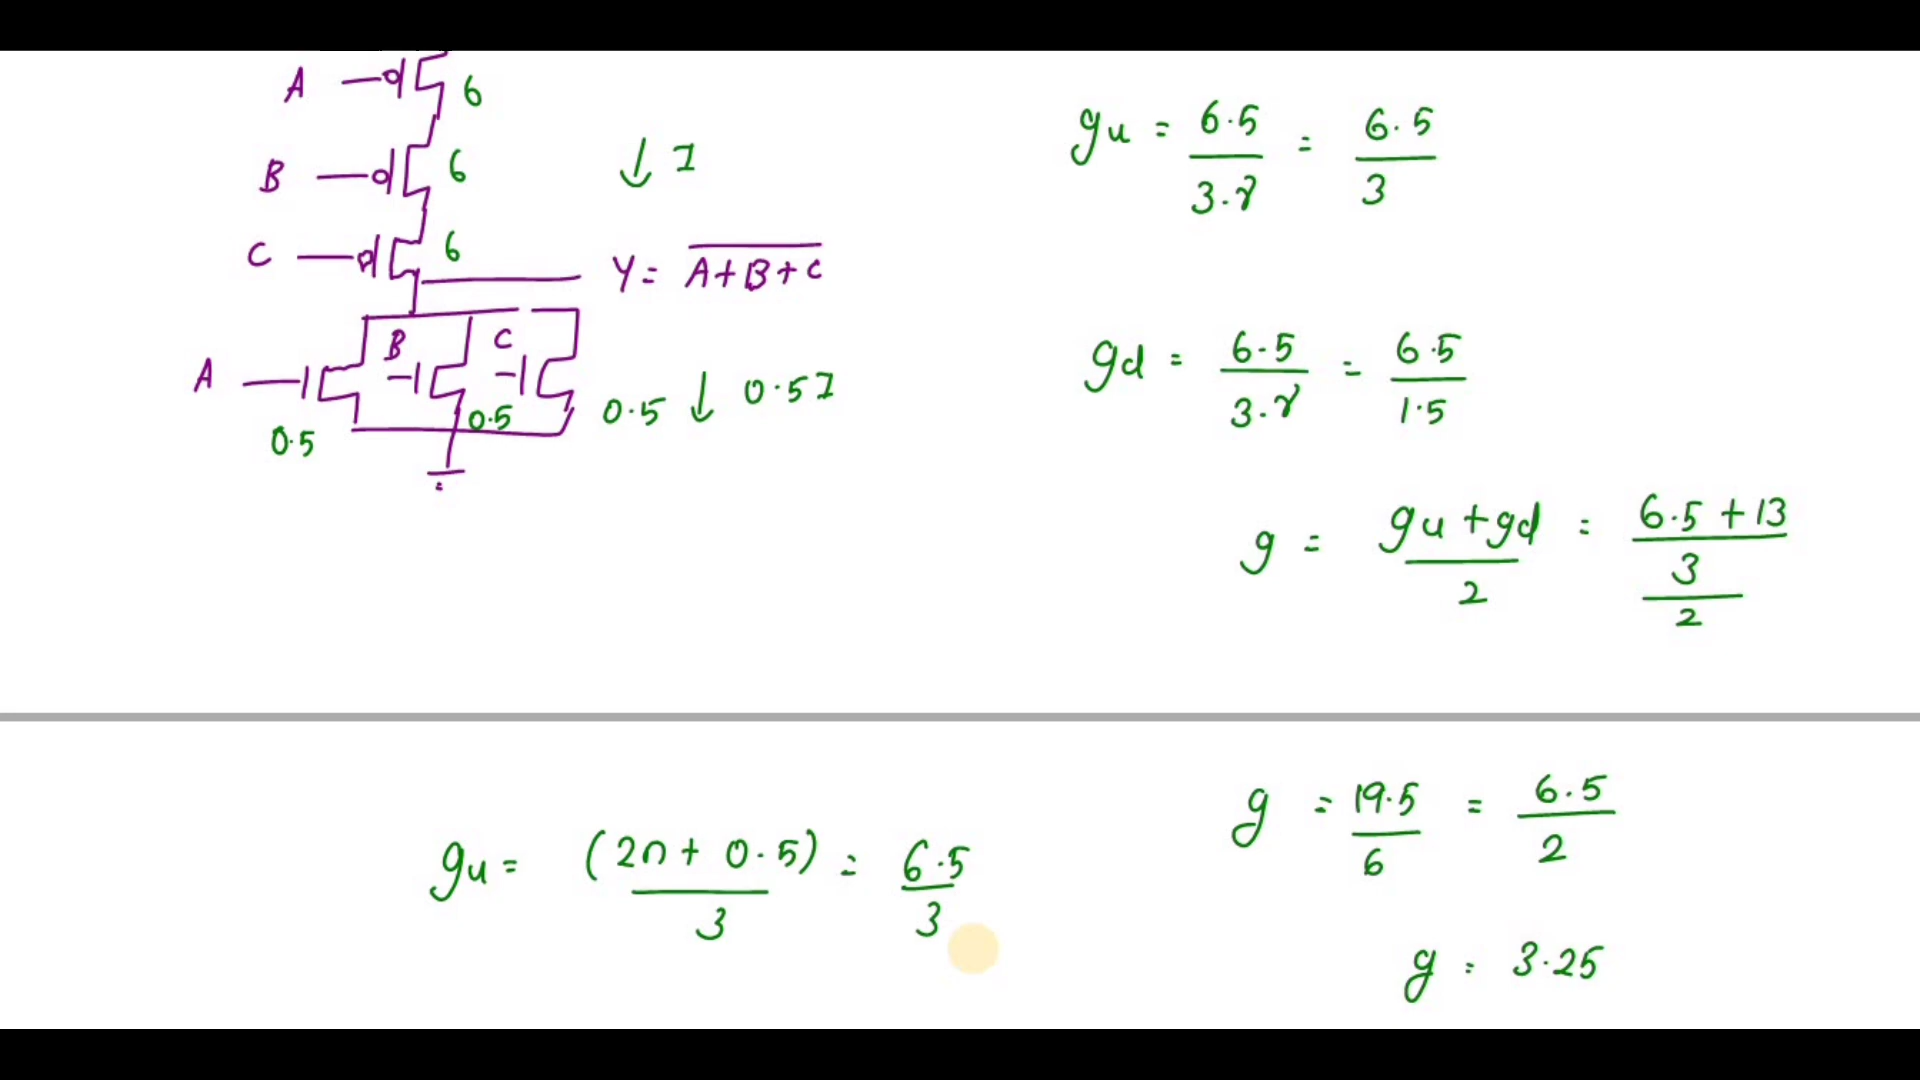 A 6
B 6
C 6
↓ I
Y = \overline{A+B+C}
A B C
0.5 0.5 0.5 ↓ 0.5I
gu = 6.5/3.r = 6.5/3
gd = 6.5/3.r = 6.5/1.5
g = gu+gd/2 = 6.5+13/3/2
gu = (2n+0.5)/3 = 6.5/3
g = 19.5/6 = 6.5/2
g = 3.25